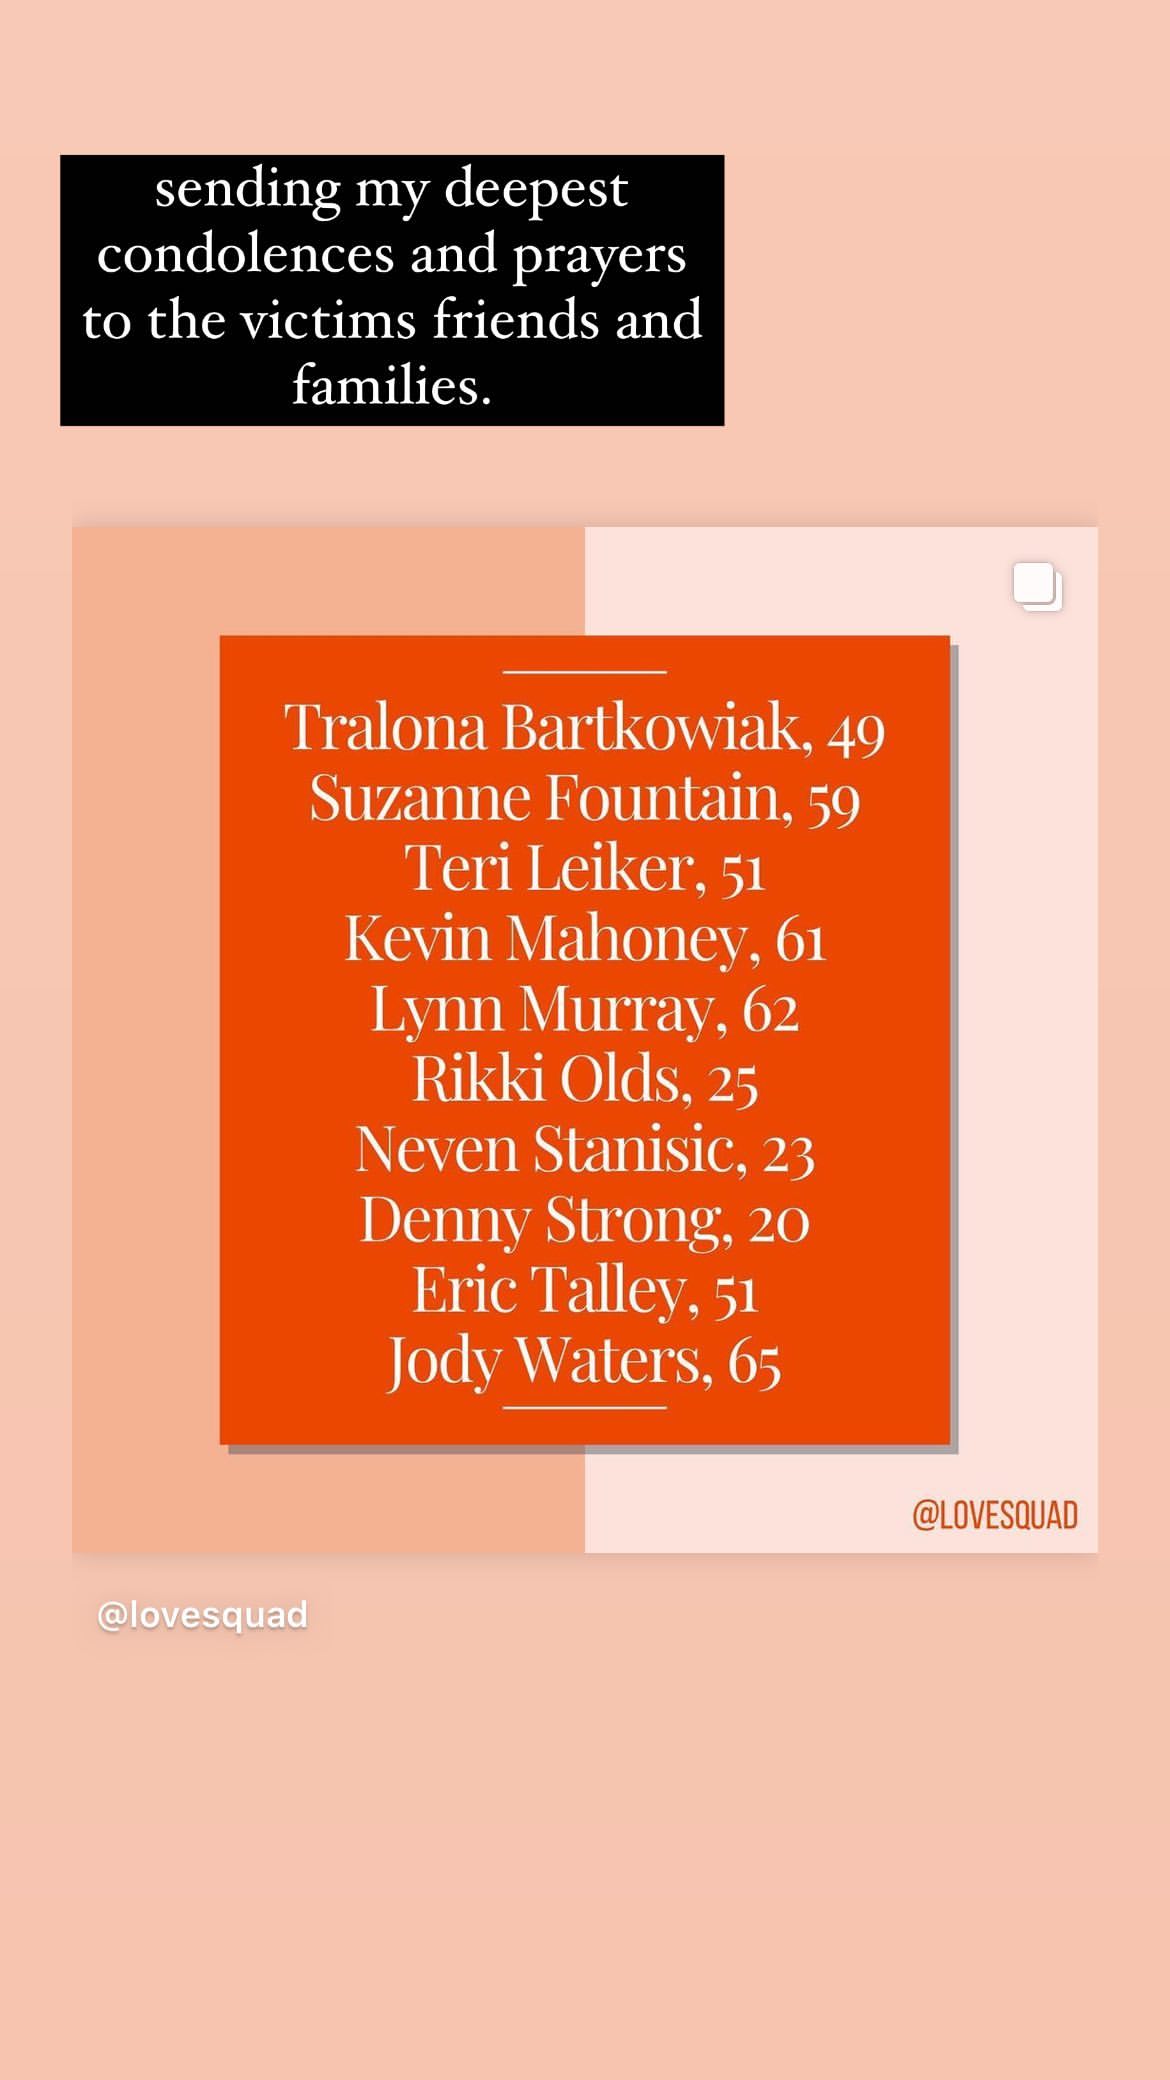 sending my deepest
condolences and prayers
to the victims friends and
families.
Tralona Bartkowiak, 49
Suzanne Fountain, 59
Teri Leiker, 51
Kevin Mahoney, 61
Lynn Murray, 62
Rikki Olds, 25
Neven Stanisic, 23
Denny Strong, 20
Eric Talley, 51
Jody Waters, 65
@LOVESQUAD
@lovesquad